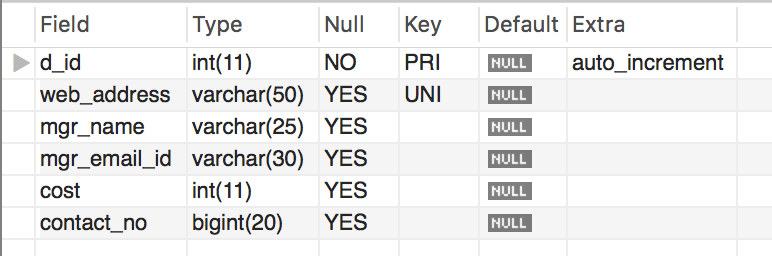 Field Type Null Key Default Extra
d_id int(11) NO PRI NULL auto_increment
web_address varchar(50) YES UNI NULL
mgr_name varchar(25) YES NULL
mgr_email_id varchar(30) YES NULL
cost int(11) YES NULL
contact_no bigint(20) YES NULL